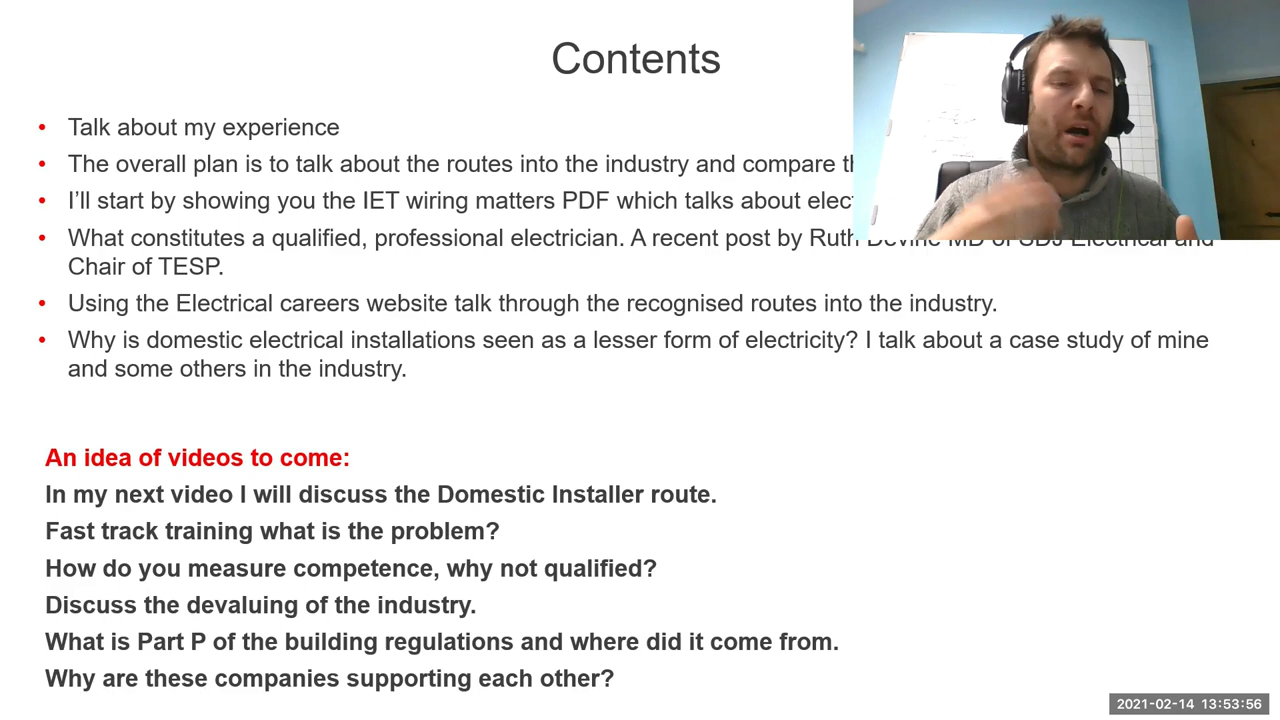 Contents
• Talk about my experience
• The overall plan is to talk about the routes into the industry and compare
• I'll start by showing you the IET wiring matters PDF which talks about
• What constitutes a qualified, professional electrician. A recent post by Ruth Devine MD of SDJ Electrical and
Chair of TESP.
• Using the Electrical careers website talk through the recognised routes into the industry.
• Why is domestic electrical installations seen as a lesser form of electricity? I talk about a case study of mine
and some others in the industry.
An idea of videos to come:
In my next video I will discuss the Domestic Installer route.
Fast track training what is the problem?
How do you measure competence, why not qualified?
Discuss the devaluing of the industry.
What is Part P of the building regulations and where did it come from.
Why are these companies supporting each other?
2021-02-14 13:53:56